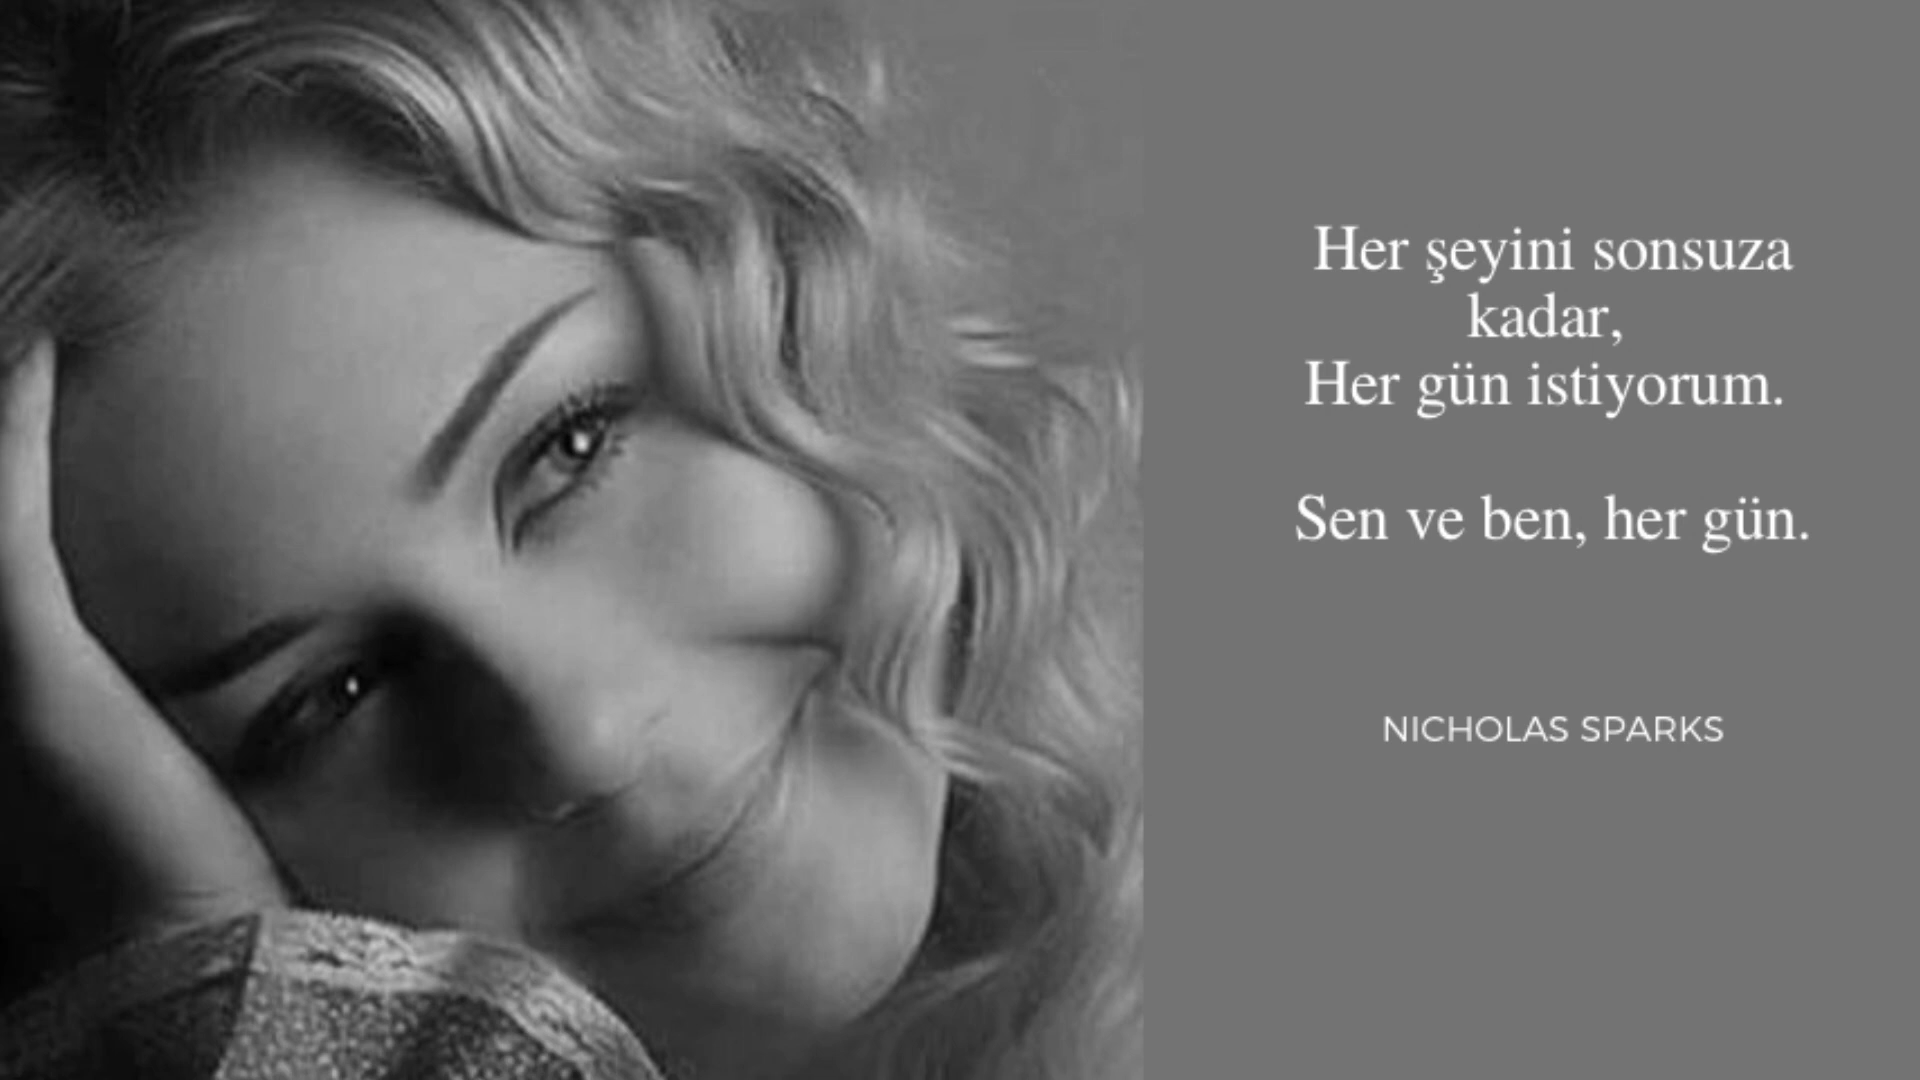 Her şeyini sonsuza
kadar,
Her gün istiyorum.
Sen ve ben, her gün.
NICHOLAS SPARKS